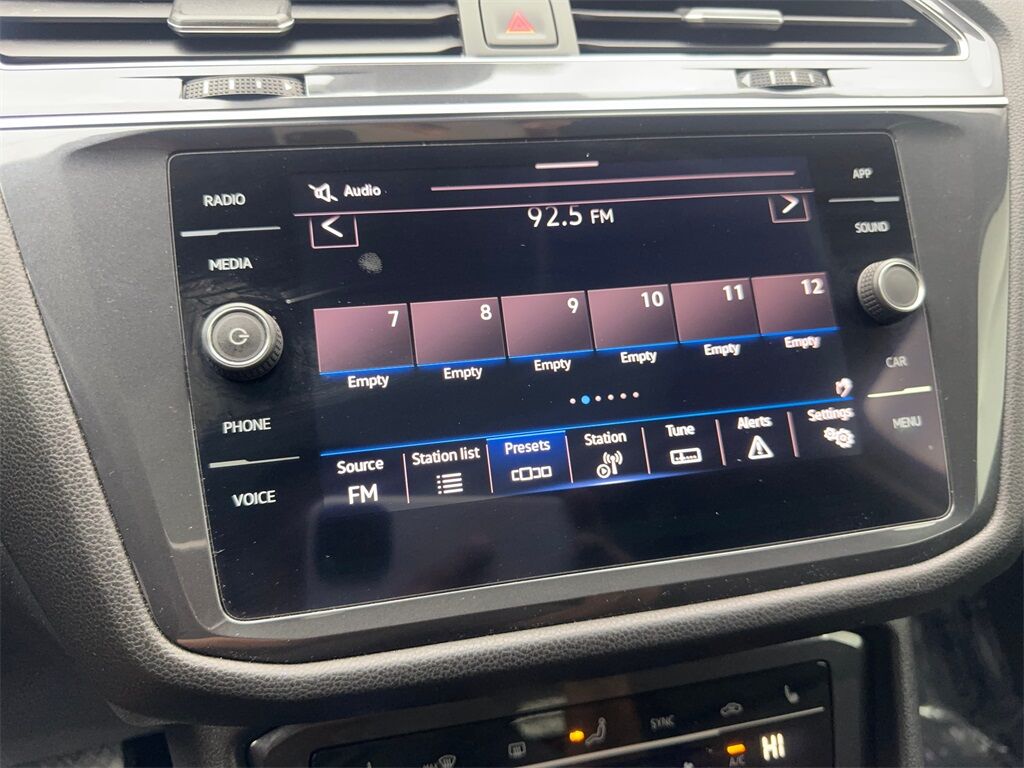 RADIO
MEDIA
PHONE
VOICE
Audio
92.5 FM
7 8 9 10 11 12
Empty Empty Empty Empty Empty Empty
Source Station list Presets Station Tune Alerts Settings
FM
APP
SOUND
CAR
MENU
SYNC
MAX
A/C HI